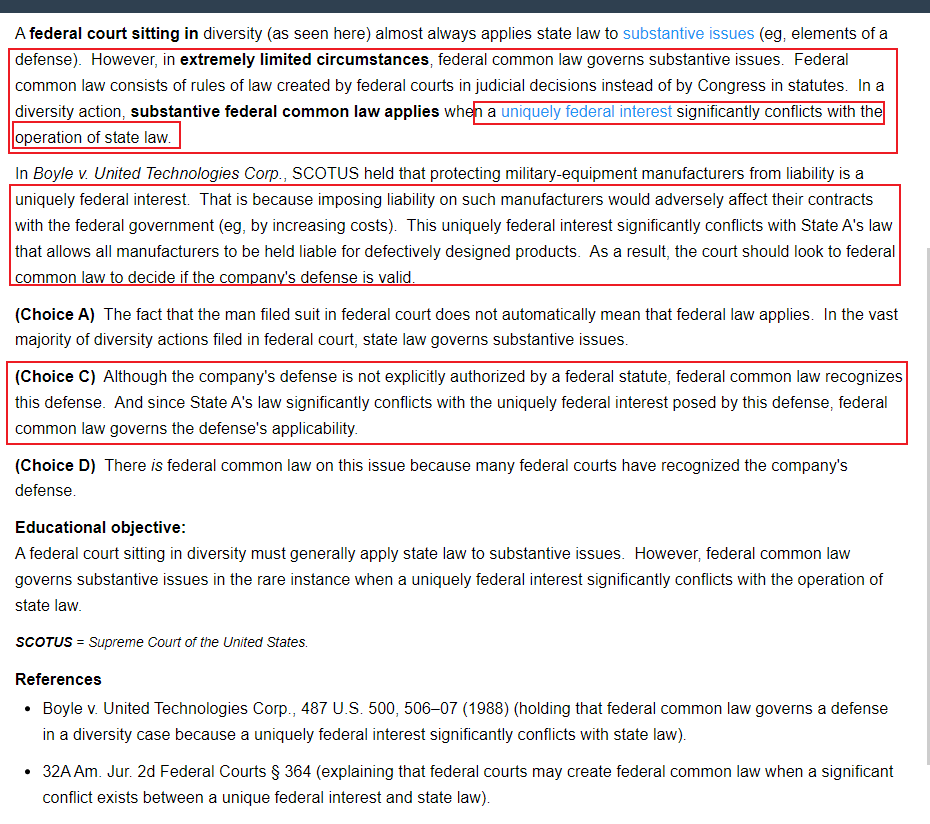 A federal court sitting in diversity (as seen here) almost always applies state law to substantive issues (eg, elements of a
defense).  However, in extremely limited circumstances, federal common law governs substantive issues.  Federal
common law consists of rules of law created by federal courts in judicial decisions instead of by Congress in statutes.  In a
diversity action, substantive federal common law applies when a uniquely federal interest significantly conflicts with the
operation of state law.
In Boyle v. United Technologies Corp., SCOTUS held that protecting military-equipment manufacturers from liability is a
uniquely federal interest.  That is because imposing liability on such manufacturers would adversely affect their contracts
with the federal government (eg, by increasing costs).  This uniquely federal interest significantly conflicts with State A's law
that allows all manufacturers to be held liable for defectively designed products.  As a result, the court should look to federal
common law to decide if the company's defense is valid.
(Choice A)  The fact that the man filed suit in federal court does not automatically mean that federal law applies.  In the vast
majority of diversity actions filed in federal court, state law governs substantive issues.
(Choice C)  Although the company's defense is not explicitly authorized by a federal statute, federal common law recognizes
this defense.  And since State A's law significantly conflicts with the uniquely federal interest posed by this defense, federal
common law governs the defense's applicability.
(Choice D)  There is federal common law on this issue because many federal courts have recognized the company's
defense.
Educational objective:
A federal court sitting in diversity must generally apply state law to substantive issues.  However, federal common law
governs substantive issues in the rare instance when a uniquely federal interest significantly conflicts with the operation of
state law.
SCOTUS = Supreme Court of the United States.
References
• Boyle v. United Technologies Corp., 487 U.S. 500, 506–07 (1988) (holding that federal common law governs a defense
in a diversity case because a uniquely federal interest significantly conflicts with state law).
• 32A Am. Jur. 2d Federal Courts § 364 (explaining that federal courts may create federal common law when a significant
conflict exists between a unique federal interest and state law).